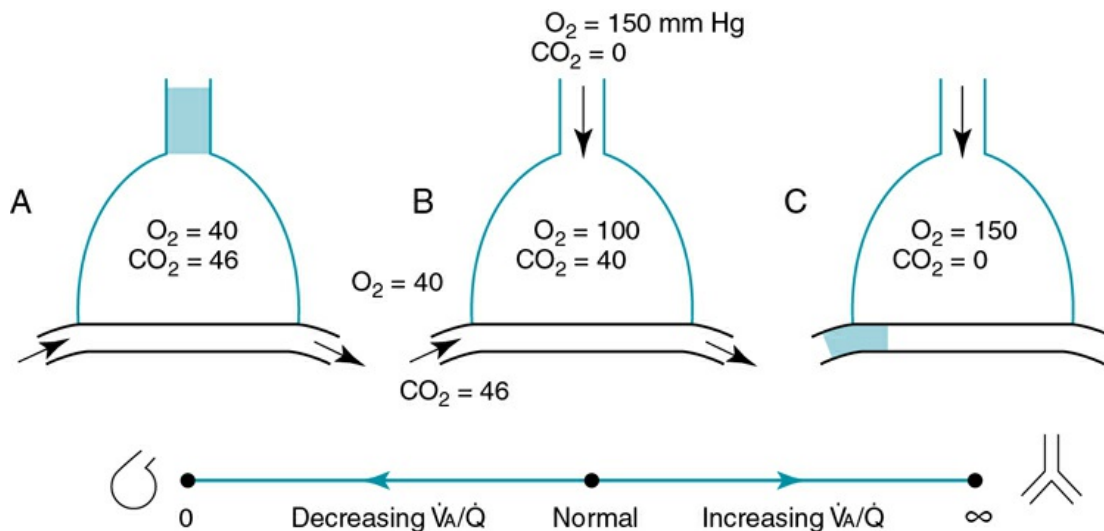 O₂ = 150 mm Hg
CO₂ = 0
A
O₂ = 40
CO₂ = 46
B
O₂ = 100
CO₂ = 40
C
O₂ = 150
CO₂ = 0
O₂ = 40
CO₂ = 46
0
Decreasing V̇A/Q̇
Normal
Increasing V̇A/Q̇
∞